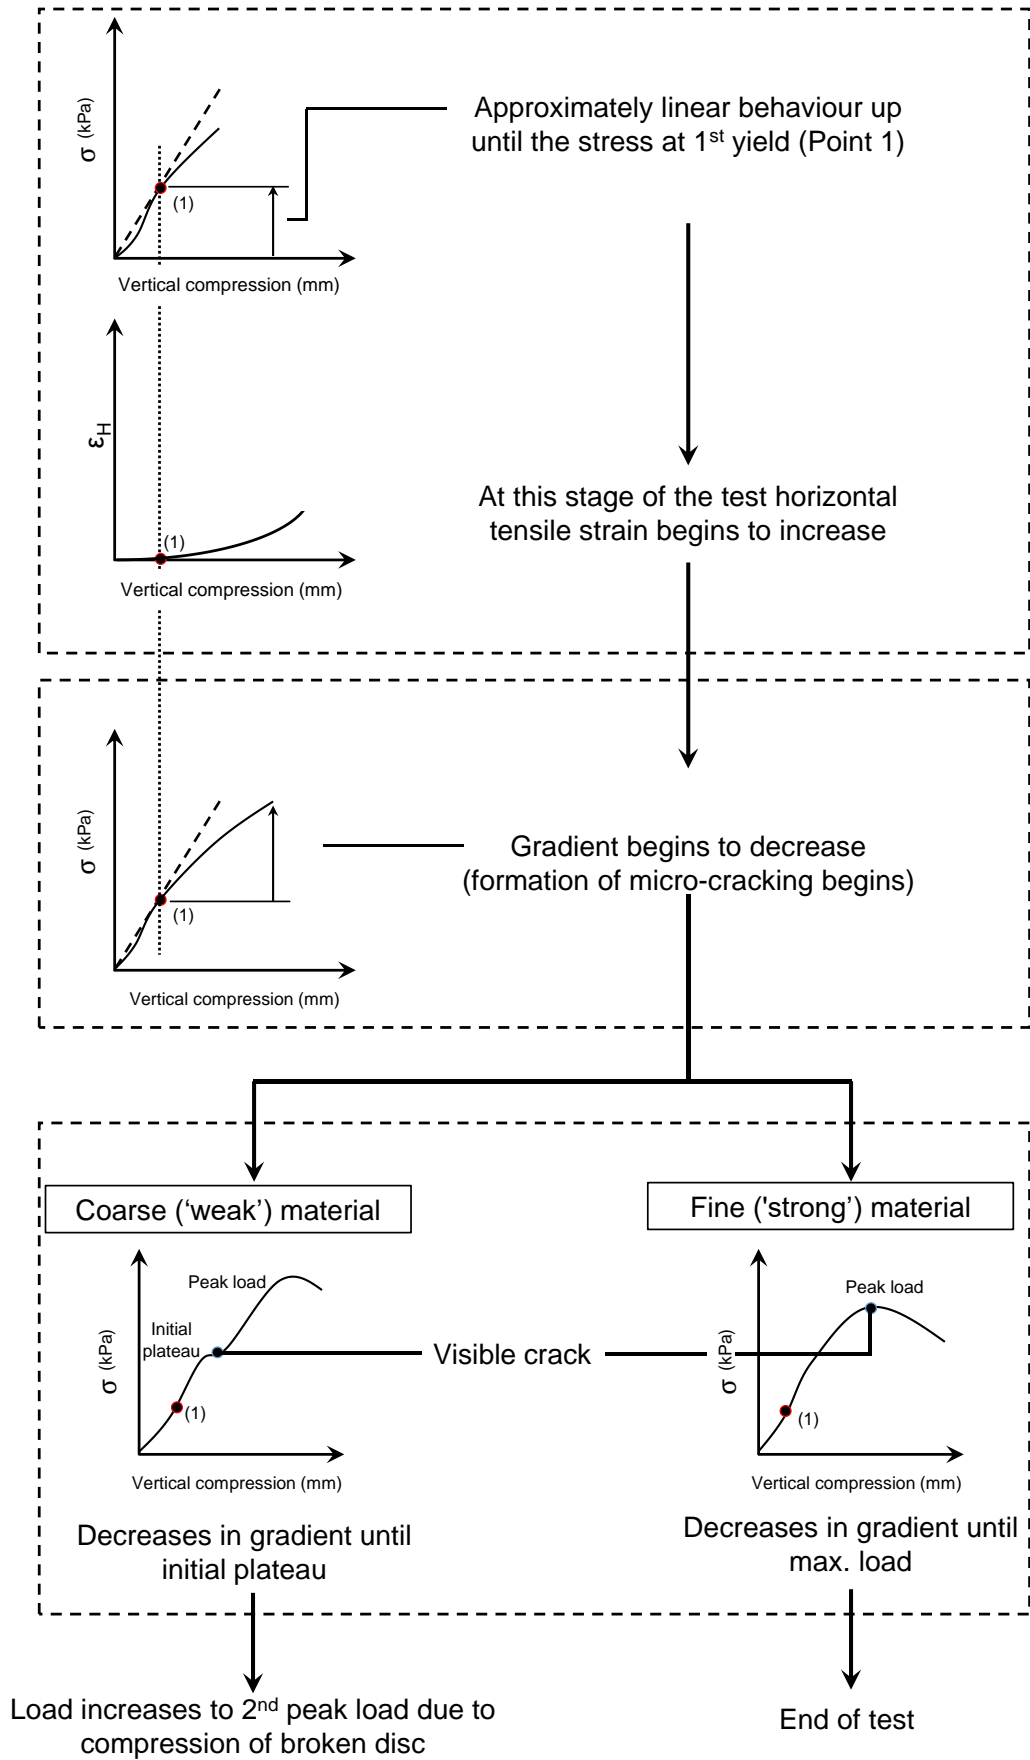 σ (kPa)
(1)
Vertical compression (mm)
Approximately linear behaviour up
until the stress at 1st yield (Point 1)
εH
(1)
Vertical compression (mm)
At this stage of the test horizontal
tensile strain begins to increase
σ (kPa)
(1)
Vertical compression (mm)
Gradient begins to decrease
(formation of micro-cracking begins)
Coarse (‘weak’) material
Peak load
Initial
plateau
σ (kPa)
(1)
Vertical compression (mm)
Visible crack
Fine ('strong’) material
Peak load
σ (kPa)
(1)
Vertical compression (mm)
Decreases in gradient until
initial plateau
Decreases in gradient until
max. load
Load increases to 2nd peak load due to
compression of broken disc
End of test